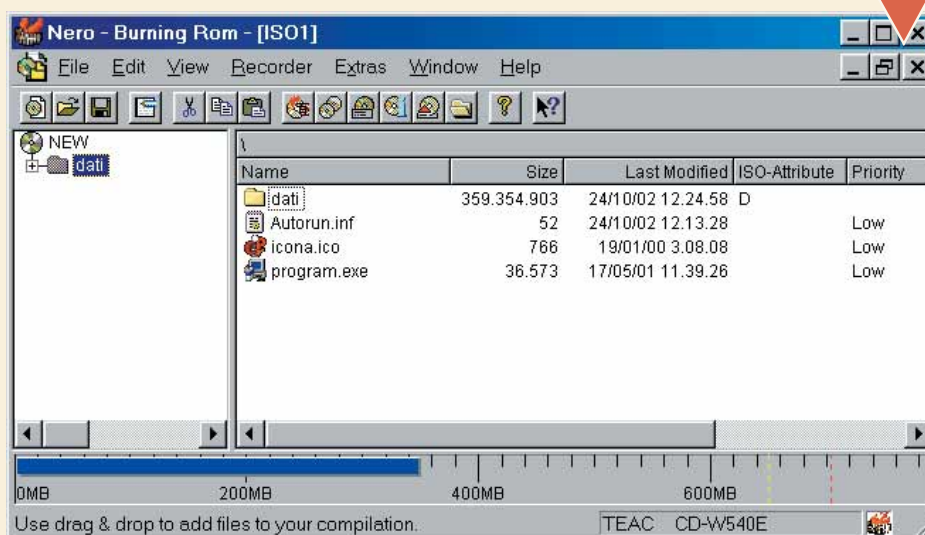 Nero - Burning Rom - [ISO1]
File Edit View Recorder Extras Window Help
NEW
dati
\
Name Size Last Modified ISO-Attribute Priority
dati 359.354.903 24/10/02 12.24.58 D
Autorun.inf 52 24/10/02 12.13.28 Low
icona.ico 766 19/01/00 3.08.08 Low
program.exe 36.573 17/05/01 11.39.26 Low
0MB 200MB 400MB 600MB
Use drag & drop to add files to your compilation. TEAC CD-W540E